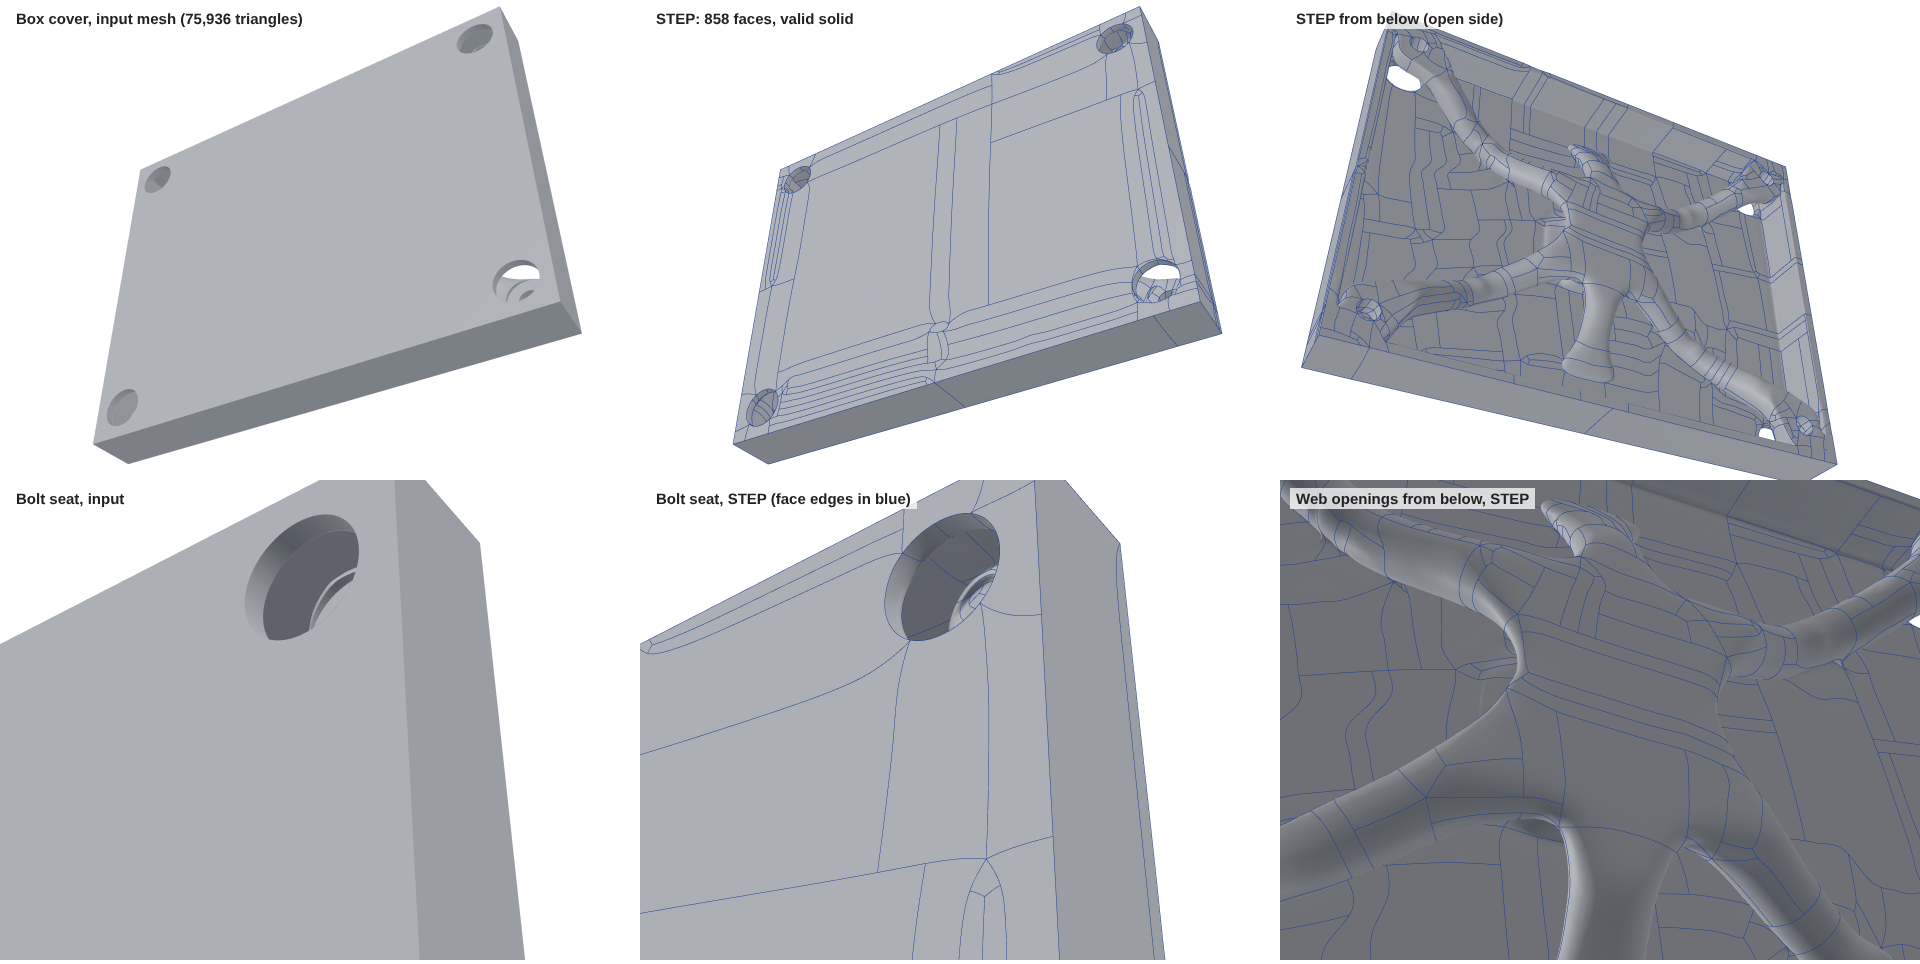 Box cover, input mesh (75,936 triangles)
STEP: 858 faces, valid solid
STEP from below (open side)
Bolt seat, input
Bolt seat, STEP (face edges in blue)
Web openings from below, STEP